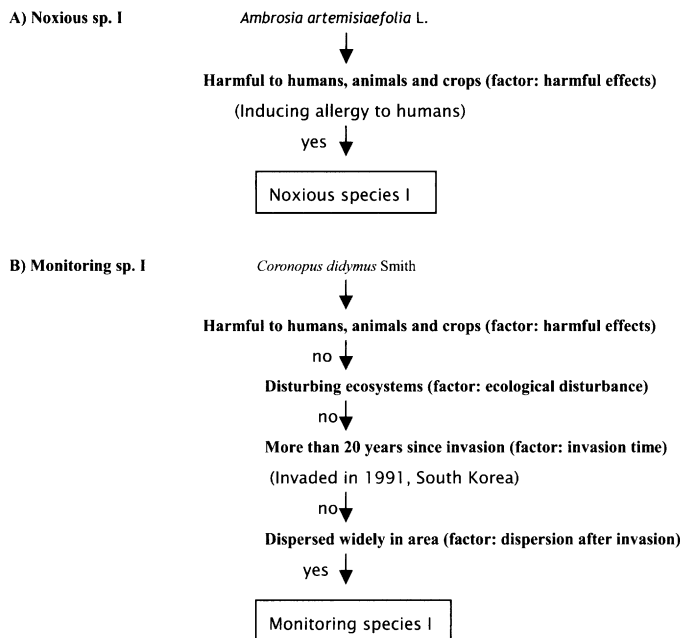 A) Noxious sp. I
Ambrosia artemisiaefolia L.
Harmful to humans, animals and crops (factor: harmful effects)
(Inducing allergy to humans)
yes
Noxious species I
B) Monitoring sp. I
Coronopus didymus Smith
Harmful to humans, animals and crops (factor: harmful effects)
no
Disturbing ecosystems (factor: ecological disturbance)
no
More than 20 years since invasion (factor: invasion time)
(Invaded in 1991, South Korea)
no
Dispersed widely in area (factor: dispersion after invasion)
yes
Monitoring species I